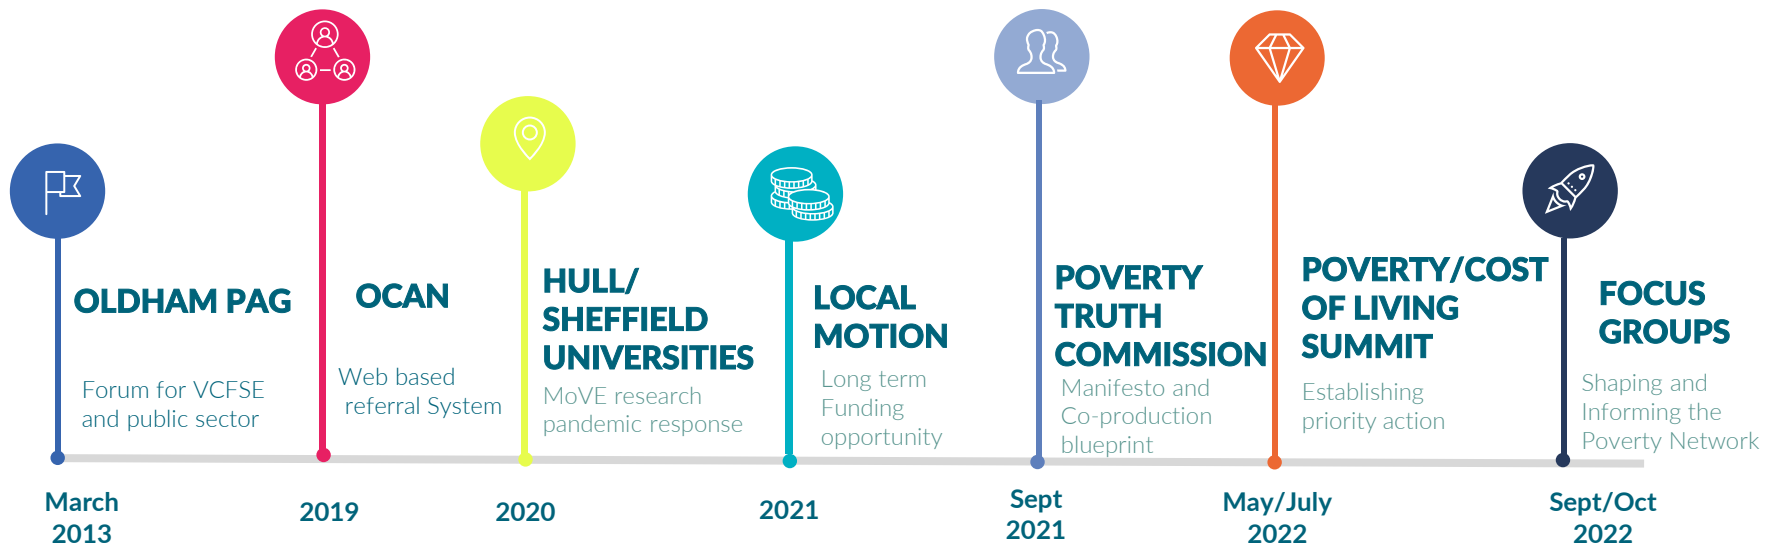 OLDHAM PAG
Forum for VCFSE
and public sector
March
2013
OCAN
Web based
referral System
2019
HULL/
SHEFFIELD
UNIVERSITIES
MoVE research
pandemic response
2020
LOCAL
MOTION
Long term
Funding
opportunity
2021
POVERTY
TRUTH
COMMISSION
Manifesto and
Co-production
blueprint
Sept
2021
POVERTY/COST
OF LIVING
SUMMIT
Establishing
priority action
May/July
2022
FOCUS
GROUPS
Shaping and
Informing the
Poverty Network
Sept/Oct
2022